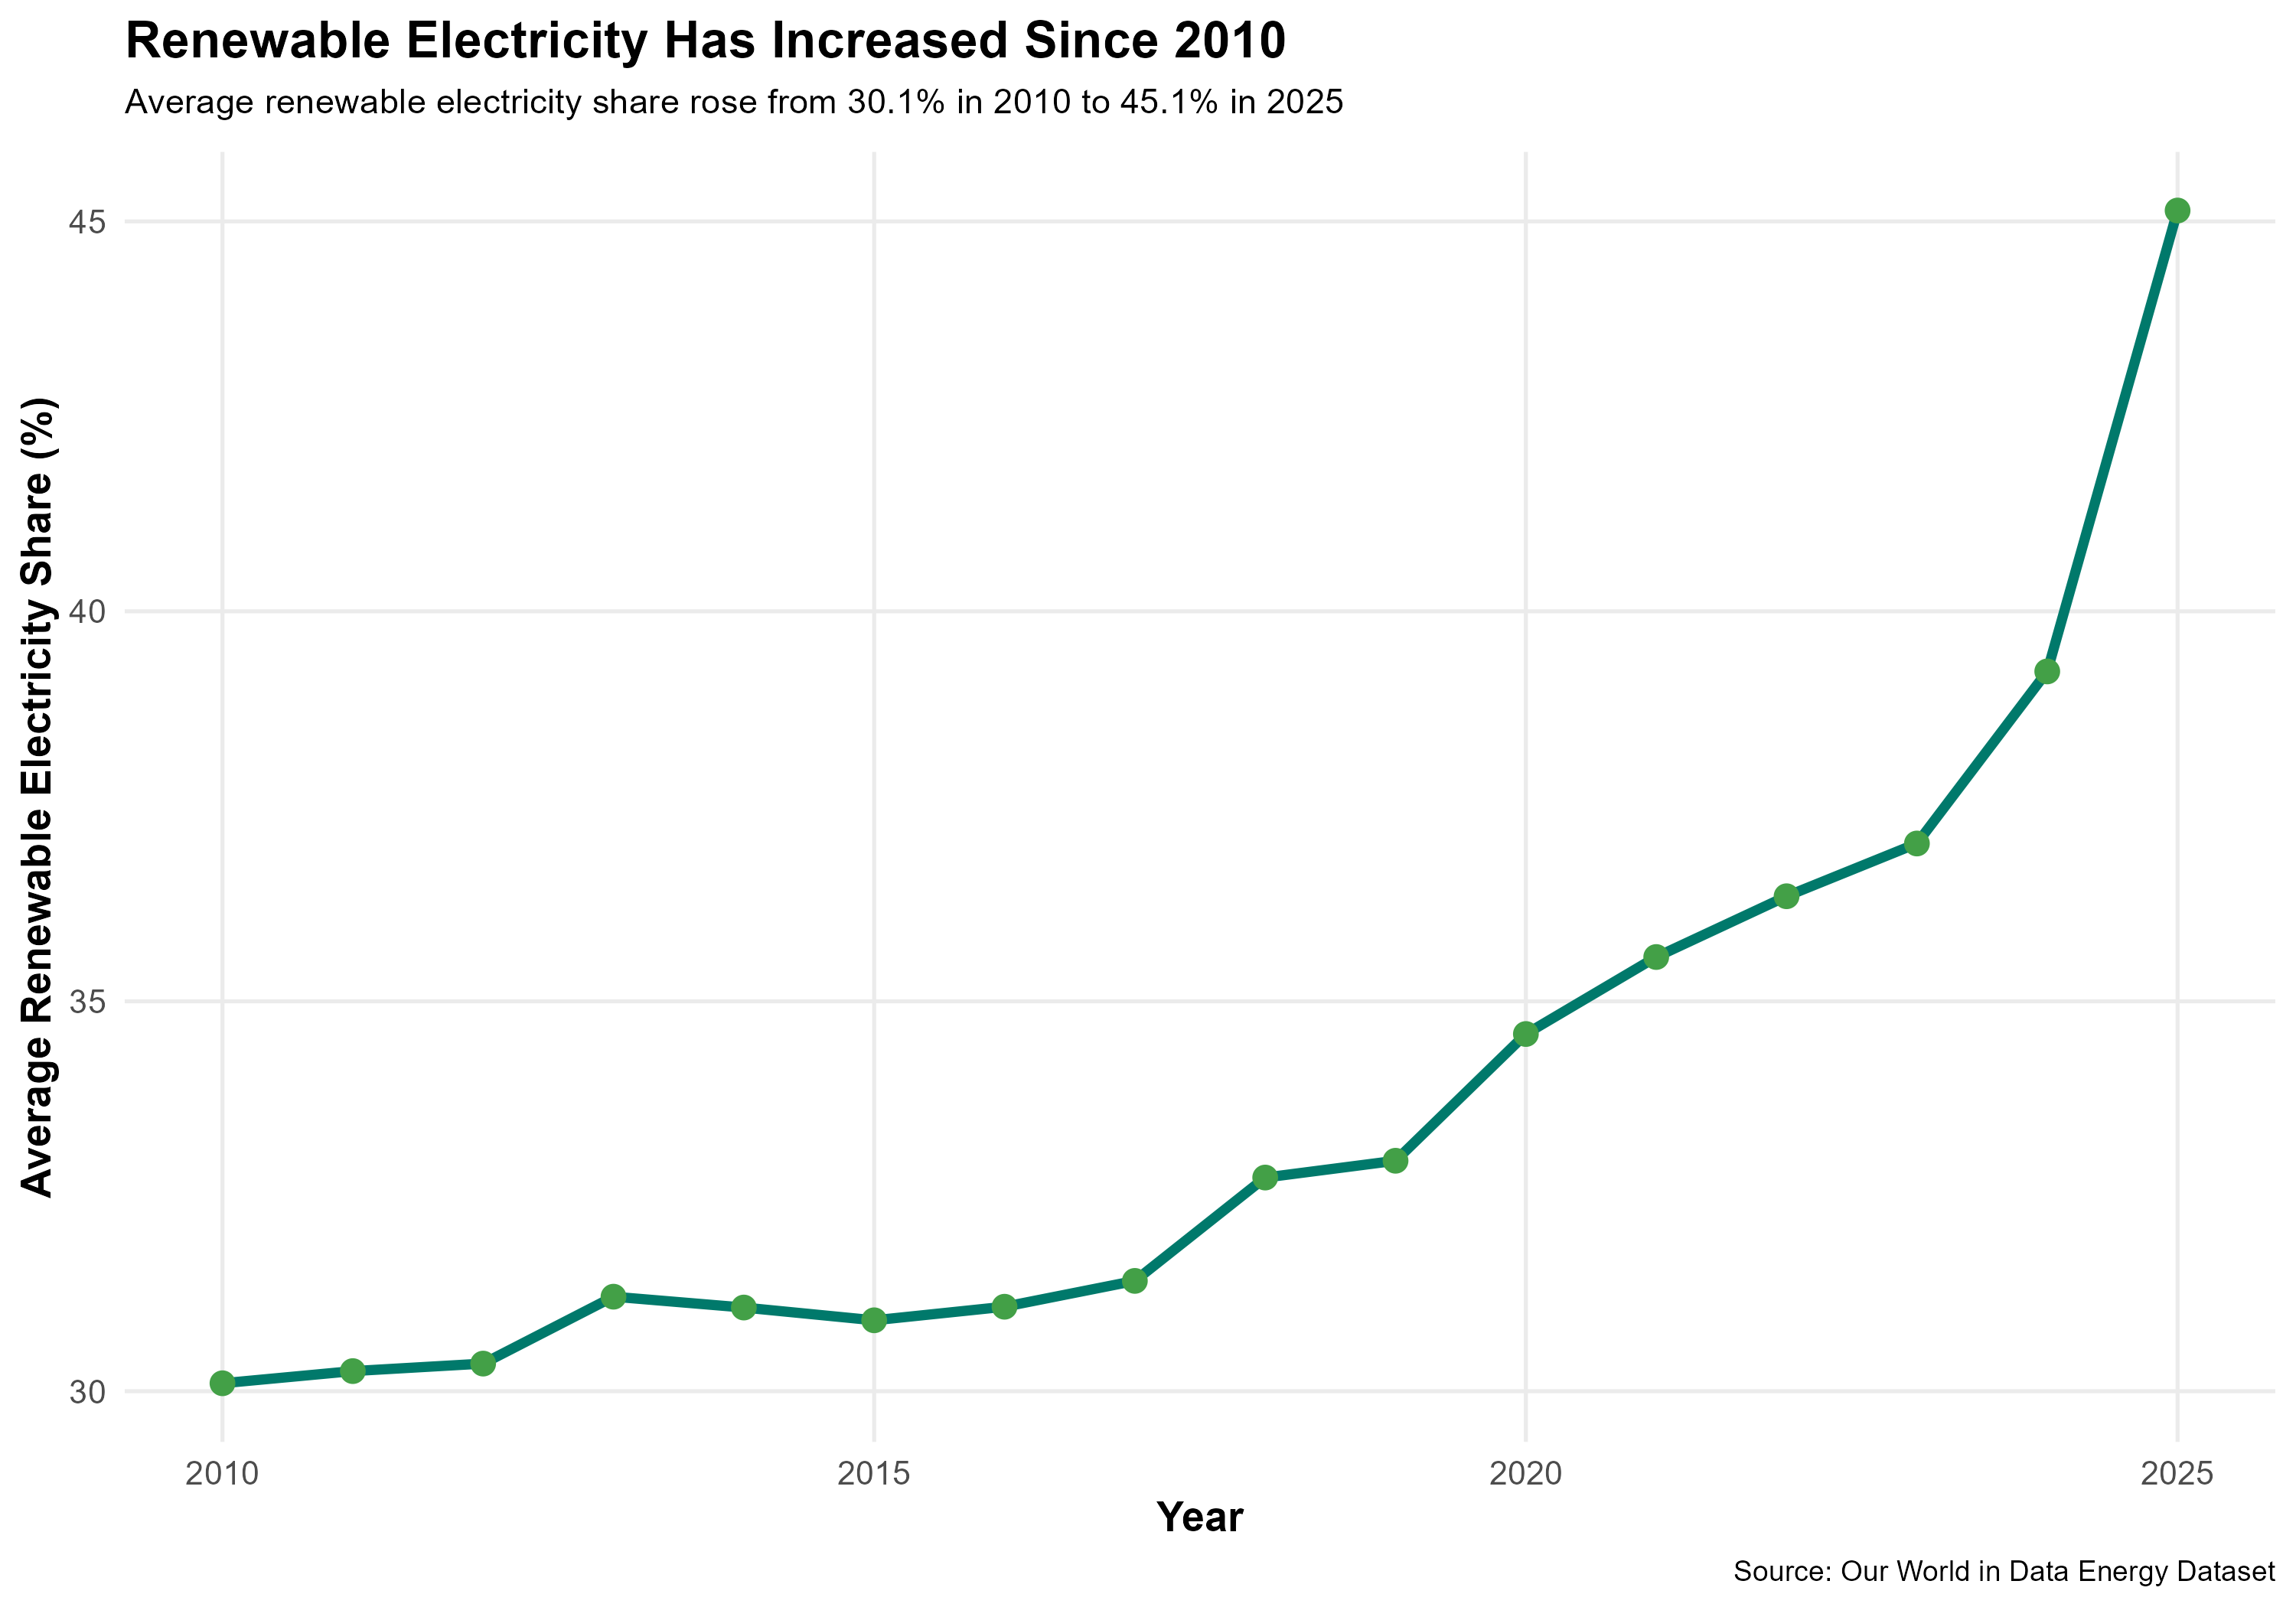 Renewable Electricity Has Increased Since 2010
Average renewable electricity share rose from 30.1% in 2010 to 45.1% in 2025
Average Renewable Electricity Share (%)
45
40
35
30
2010
2015
2020
2025
Year
Source: Our World in Data Energy Dataset